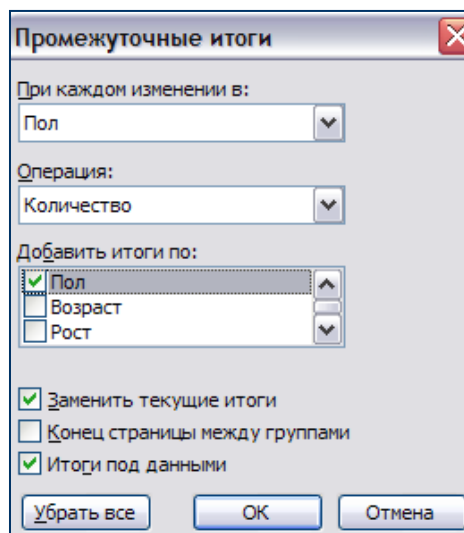 Промежуточные итоги
При каждом изменении в:
Пол
Операция:
Количество
Добавить итоги по:
Пол
Возраст
Рост
Заменить текущие итоги
Конец страницы между группами
Итоги под данными
Убрать все ОК Отмена